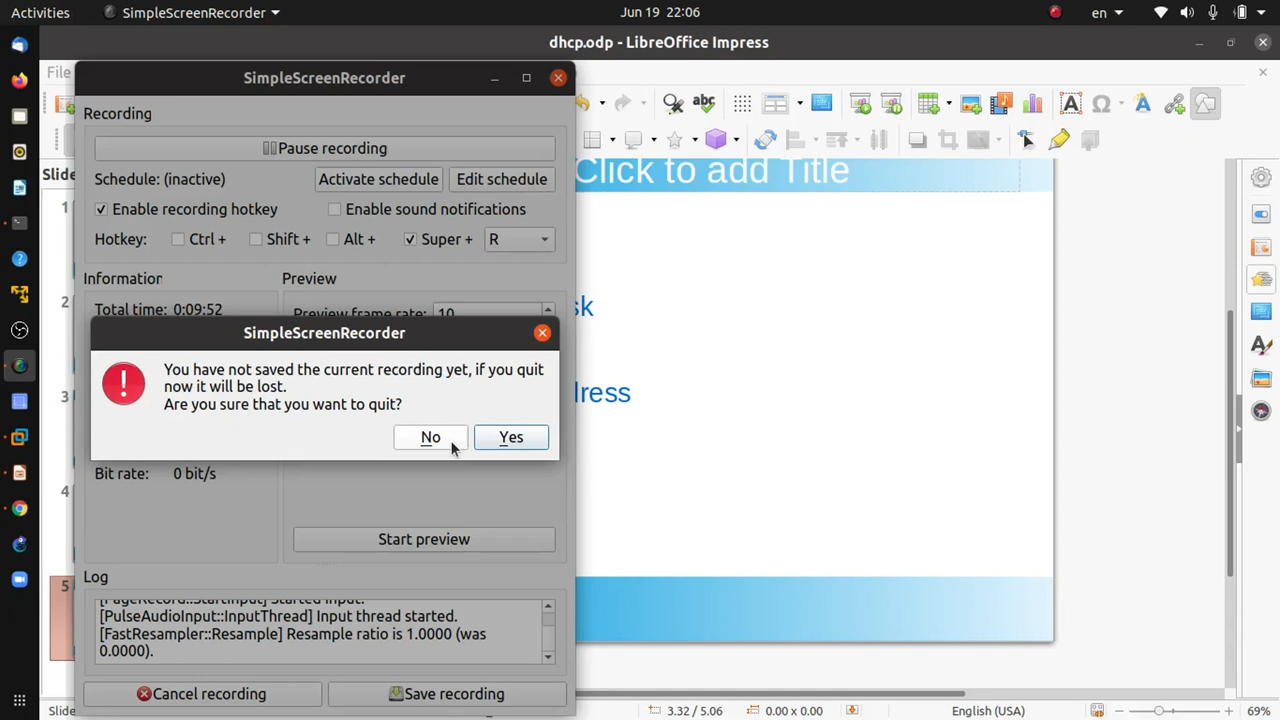 Activities
SimpleScreenRecorder
Jun 19 22:06
en
dhcp.odp - LibreOffice Impress
File
SimpleScreenRecorder
Recording
Pause recording
Schedule: (inactive)
Activate schedule
Edit schedule
Enable recording hotkey
Enable sound notifications
Hotkey:
Ctrl +
Shift +
Alt +
Super +
R
Information
Preview
Total time: 0:09:52
Preview frame rate: 10
SimpleScreenRecorder
You have not saved the current recording yet, if you quit
now it will be lost.
Are you sure that you want to quit?
No
Yes
Bit rate: 0 bit/s
Start preview
Log
[PageRecord::StartInput] Started input.
[PulseAudioInput::InputThread] Input thread started.
[FastResampler::Resample] Resample ratio is 1.0000 (was
0.0000).
Cancel recording
Save recording
Slide
1
2
3
4
5
Click to add Title
sk
dress
Slide
3.32 / 5.06
0.00 x 0.00
English (USA)
69%